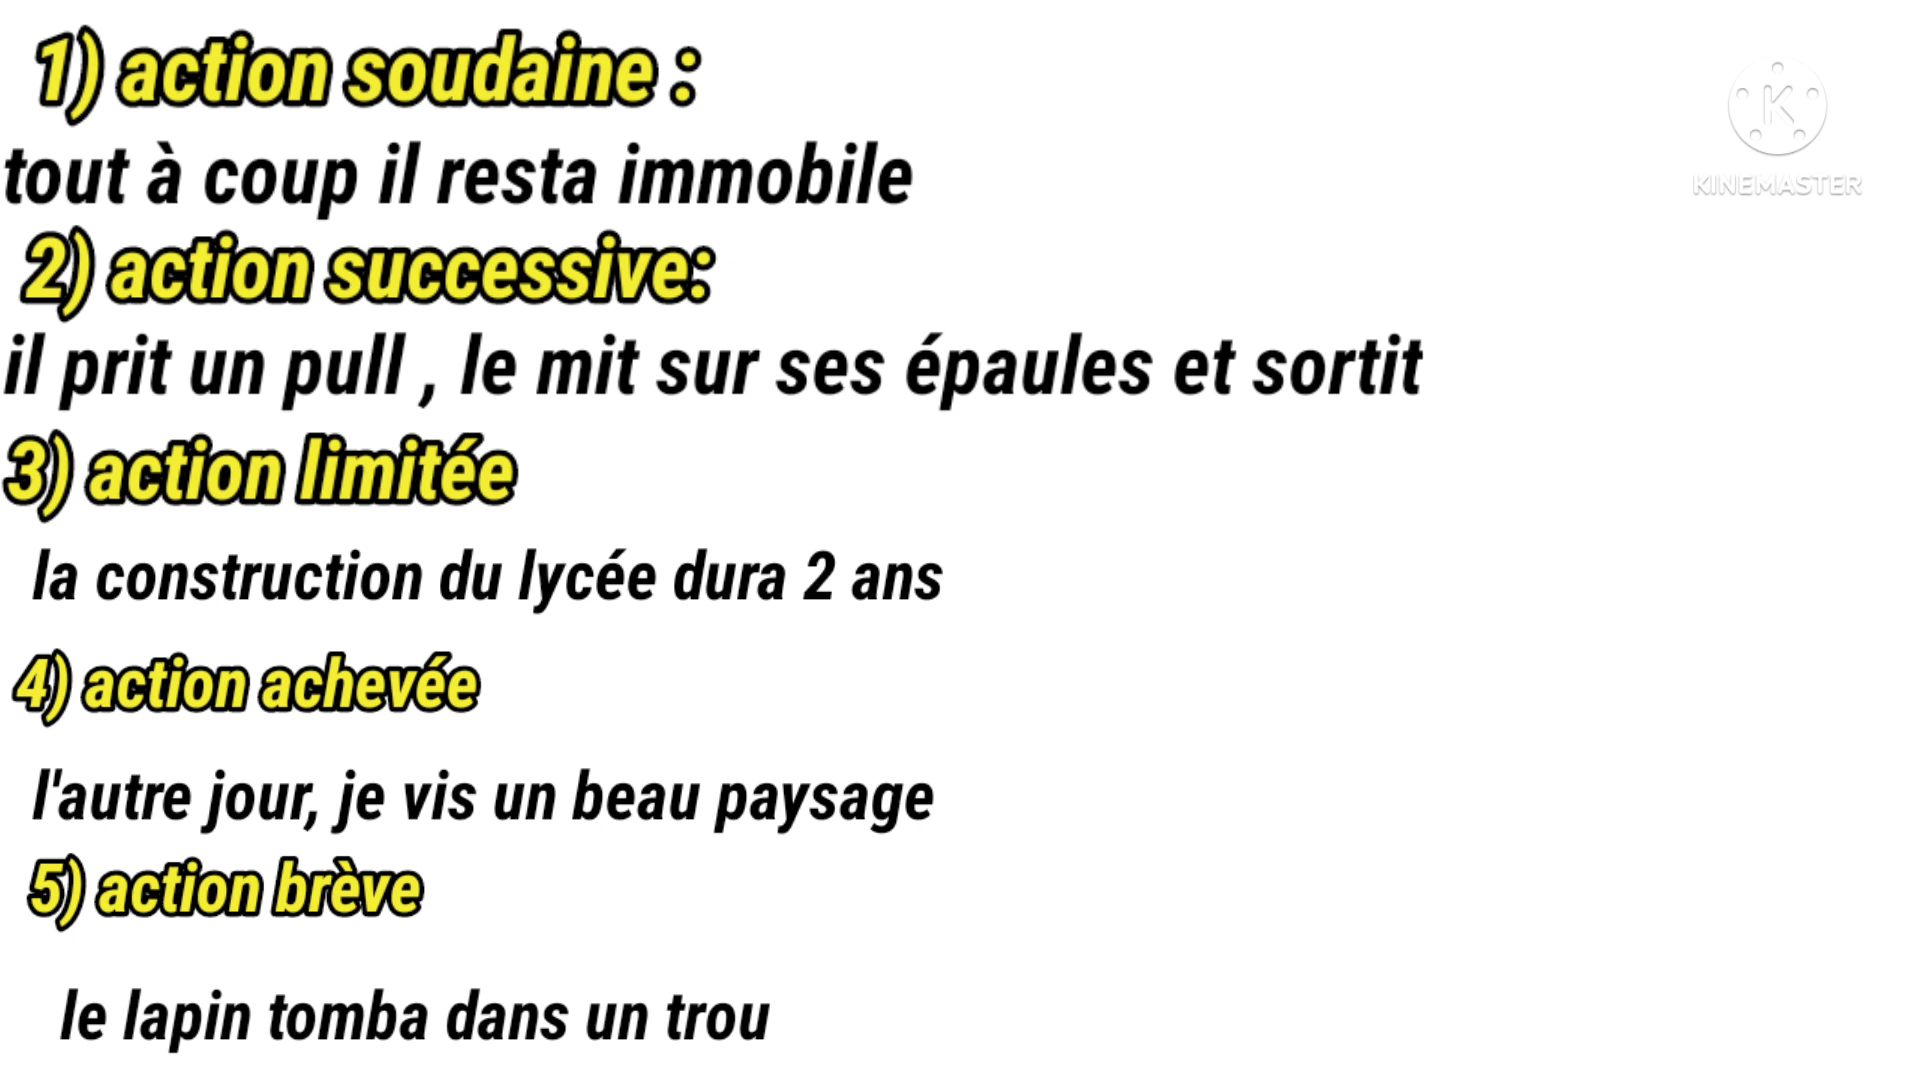 1) action soudaine :
tout à coup il resta immobile
2) action successive:
il prit un pull , le mit sur ses épaules et sortit
3) action limitée
la construction du lycée dura 2 ans
4) action achevée
l'autre jour, je vis un beau paysage
5) action brève
le lapin tomba dans un trou
K
KINEMASTER